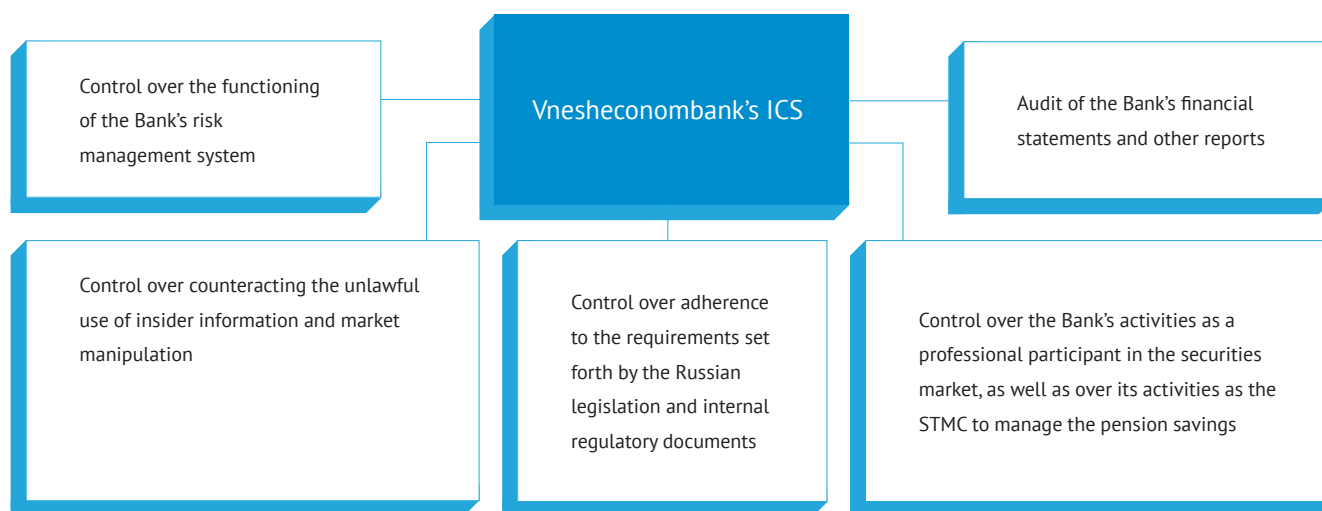 Control over the functioning
of the Bank’s risk
management system
Vnesheconombank’s ICS
Audit of the Bank’s financial
statements and other reports
Control over counteracting the unlawful
use of insider information and market
manipulation
Control over adherence
to the requirements set
forth by the Russian
legislation and internal
regulatory documents
Control over the Bank’s activities as a
professional participant in the securities
market, as well as over its activities as the
STMC to manage the pension savings